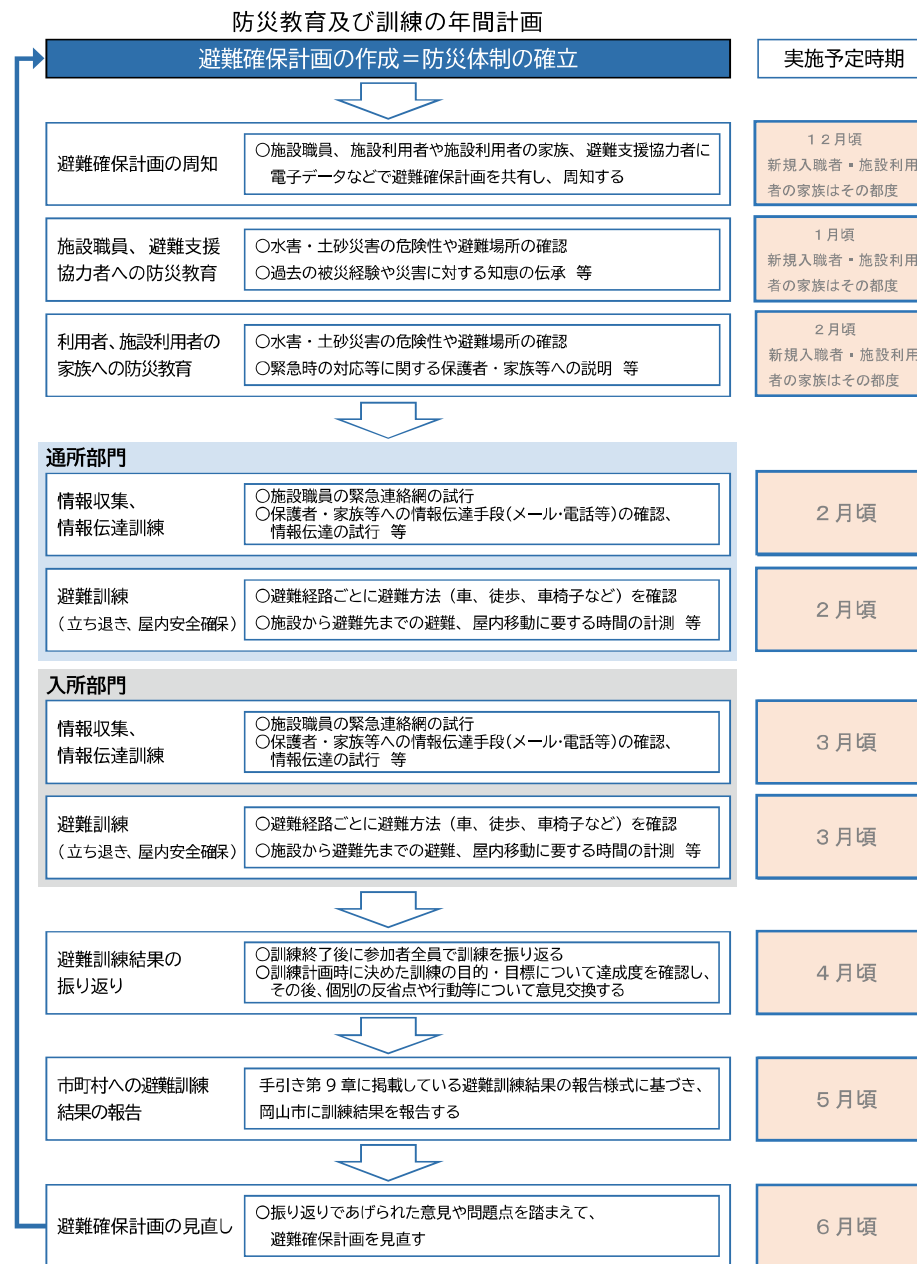 防災教育及び訓練の年間計画
避難確保計画の作成＝防災体制の確立
実施予定時期
避難確保計画の周知
○施設職員、施設利用者や施設利用者の家族、避難支援協力者に
電子データなどで避難確保計画を共有し、周知する
12月頃
新規入職者・施設利用
者の家族はその都度
施設職員、避難支援
協力者への防災教育
○水害・土砂災害の危険性や避難場所の確認
○過去の被災経験や災害に対する知恵の伝承 等
1月頃
新規入職者・施設利用
者の家族はその都度
利用者、施設利用者の
家族への防災教育
○水害・土砂災害の危険性や避難場所の確認
○緊急時の対応等に関する保護者・家族等への説明 等
2月頃
新規入職者・施設利用
者の家族はその都度
通所部門
情報収集、
情報伝達訓練
○施設職員の緊急連絡網の試行
○保護者・家族等への情報伝達手段(メール・電話等)の確認、
情報伝達の試行 等
2月頃
避難訓練
（立ち退き、屋内安全確保）
○避難経路ごとに避難方法（車、徒歩、車椅子など）を確認
○施設から避難先までの避難、屋内移動に要する時間の計測 等
2月頃
入所部門
情報収集、
情報伝達訓練
○施設職員の緊急連絡網の試行
○保護者・家族等への情報伝達手段(メール・電話等)の確認、
情報伝達の試行 等
3月頃
避難訓練
（立ち退き、屋内安全確保）
○避難経路ごとに避難方法（車、徒歩、車椅子など）を確認
○施設から避難先までの避難、屋内移動に要する時間の計測 等
3月頃
避難訓練結果の
振り返り
○訓練終了後に参加者全員で訓練を振り返る
○訓練計画時に決めた訓練の目的・目標について達成度を確認し、
その後、個別の反省点や行動等について意見交換する
4月頃
市町村への避難訓練
結果の報告
手引き第9章に掲載している避難訓練結果の報告様式に基づき、
岡山市に訓練結果を報告する
5月頃
避難確保計画の見直し
○振り返りであげられた意見や問題点を踏まえて、
避難確保計画を見直す
6月頃